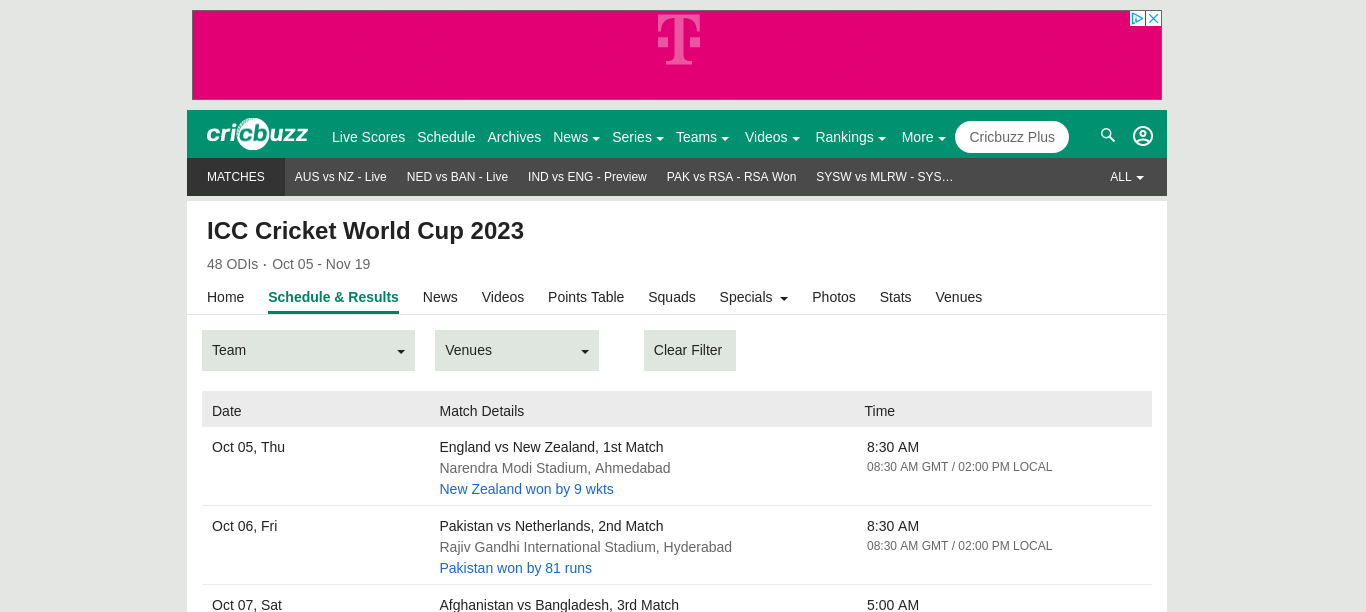 T
cricbuzz
Live Scores Schedule Archives News Series Teams Videos Rankings More Cricbuzz Plus
MATCHES AUS vs NZ - Live NED vs BAN - Live IND vs ENG - Preview PAK vs RSA - RSA Won SYSW vs MLRW - SYS… ALL
ICC Cricket World Cup 2023
48 ODIs · Oct 05 - Nov 19
Home Schedule & Results News Videos Points Table Squads Specials Photos Stats Venues
Team Venues Clear Filter
Date Match Details Time
Oct 05, Thu England vs New Zealand, 1st Match 8:30 AM
Narendra Modi Stadium, Ahmedabad 08:30 AM GMT / 02:00 PM LOCAL
New Zealand won by 9 wkts
Oct 06, Fri Pakistan vs Netherlands, 2nd Match 8:30 AM
Rajiv Gandhi International Stadium, Hyderabad 08:30 AM GMT / 02:00 PM LOCAL
Pakistan won by 81 runs
Oct 07, Sat Afghanistan vs Bangladesh, 3rd Match 5:00 AM